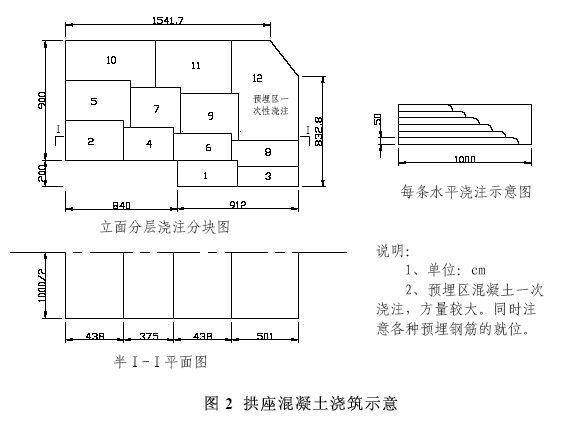 1541.7
10
11
12
预埋区一
次性浇注
5
7
9
900
832.8
I
I
2
4
6
8
1
3
200
840
912
立面分层浇注分块图
50
1000
每条水平浇注示意图
1000/2
438
375
438
501
半I-I平面图
说明:
1、单位: cm
2、预埋区混凝土一次
浇注, 方量较大。同时注
意各种预埋钢筋的就位。
图 2 拱座混凝土浇筑示意